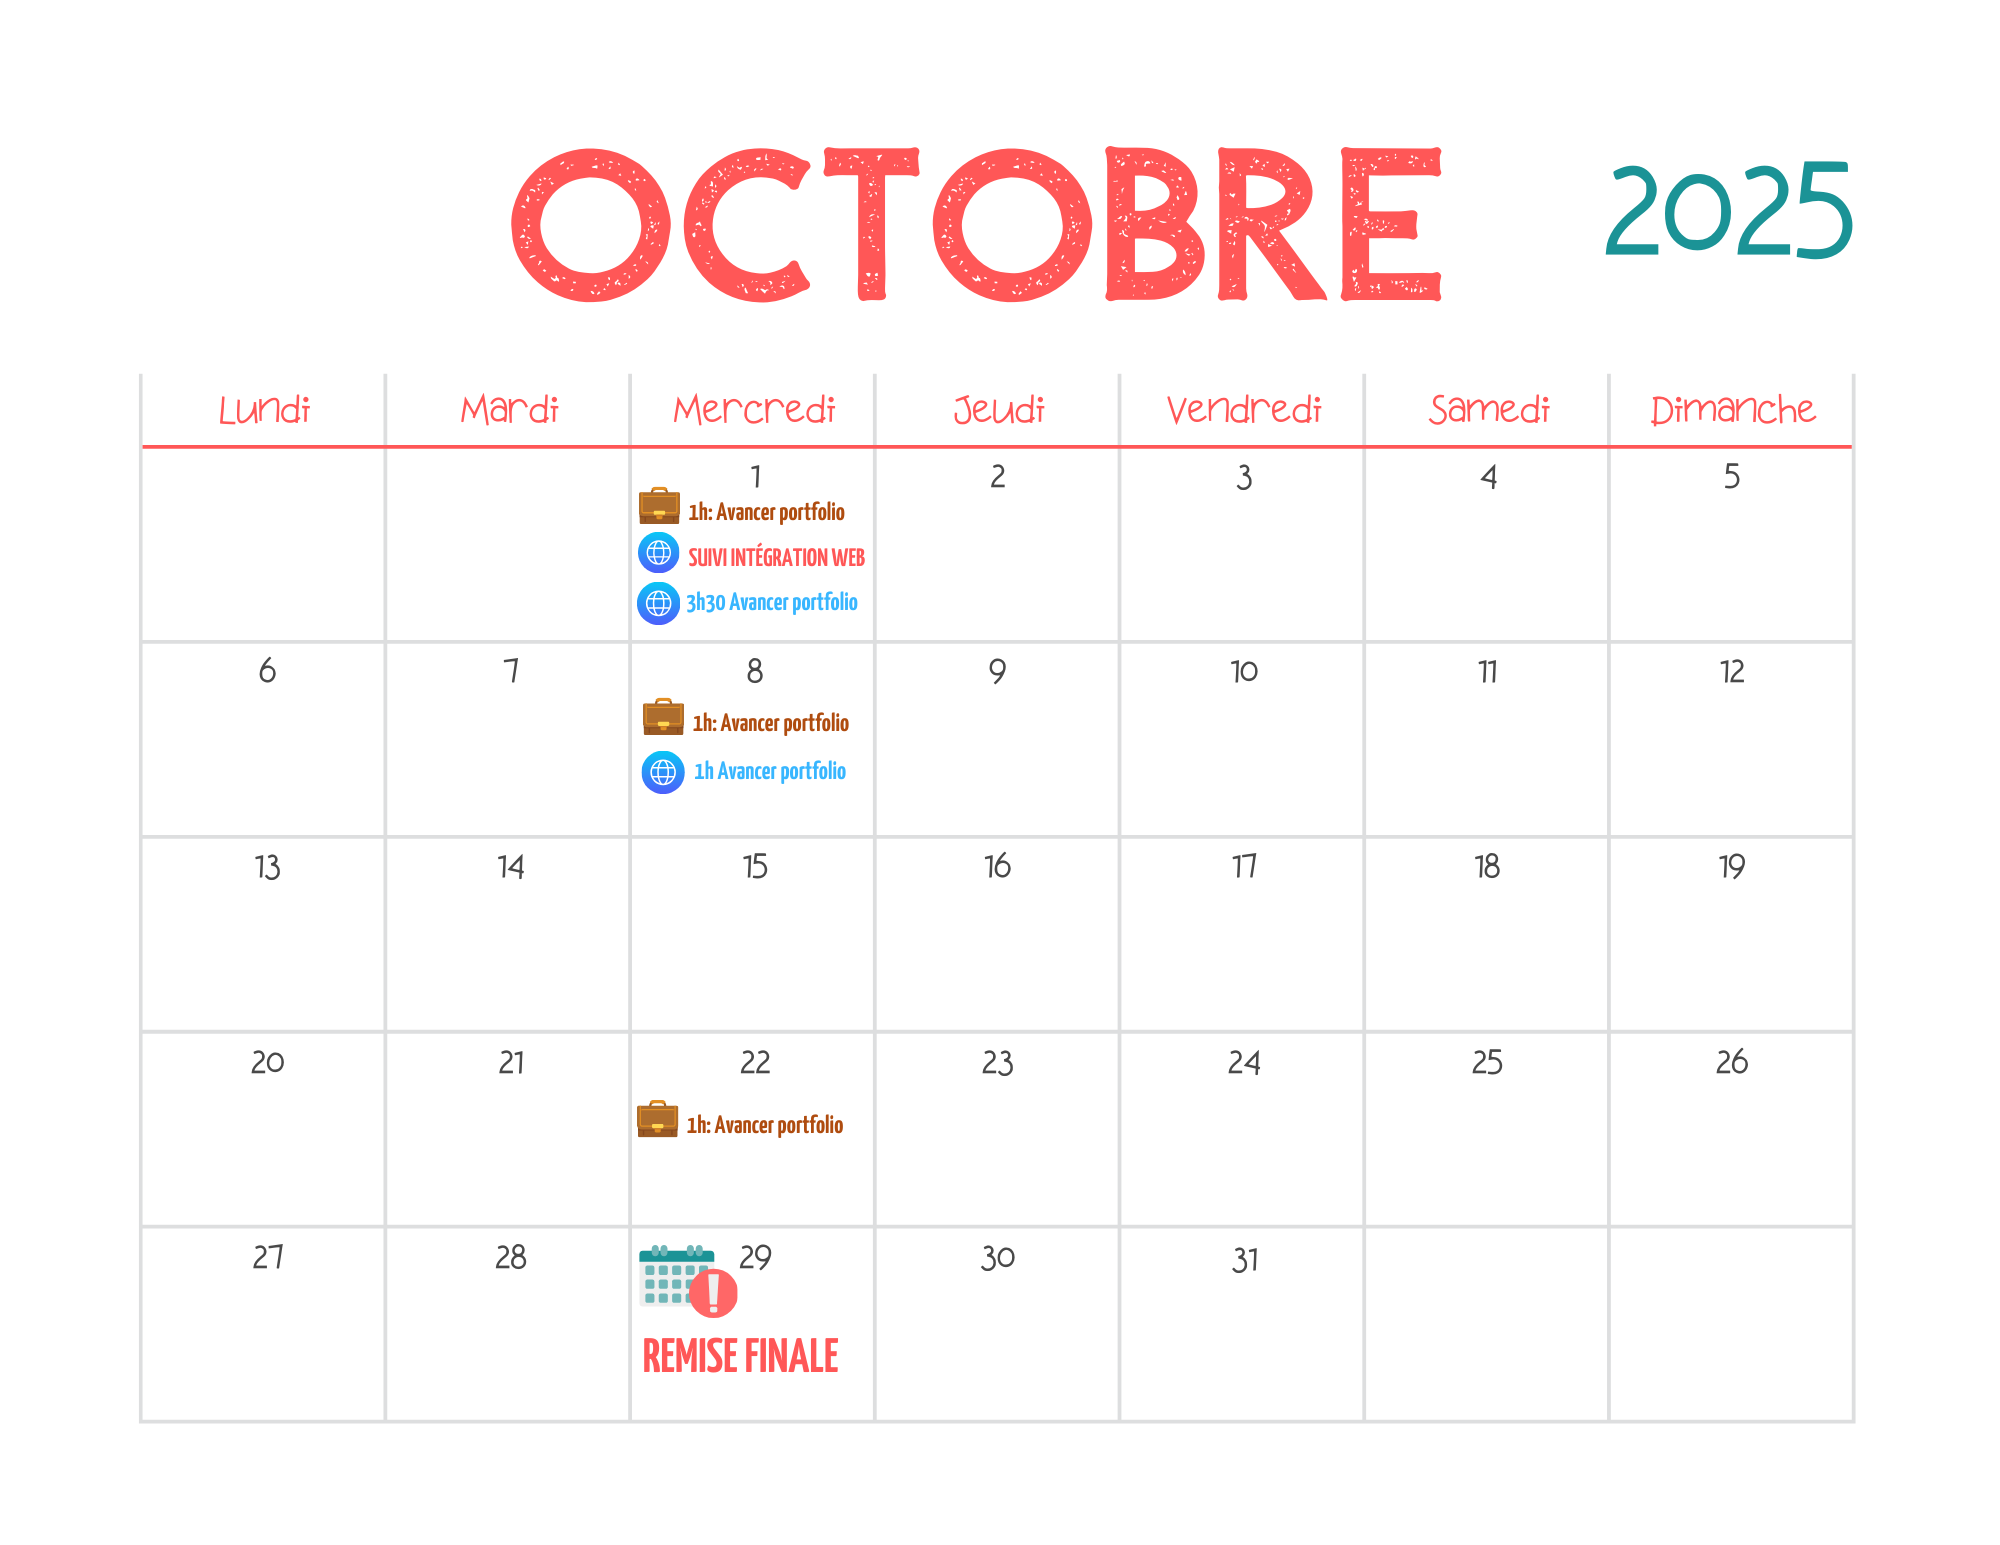 OCTOBRE 2025
Lundi Mardi Mercredi Jeudi Vendredi Samedi Dimanche
1 2 3 4 5
1h: Avancer portfolio
SUIVI INTÉGRATION WEB
3h30 Avancer portfolio
6 7 8 9 10 11 12
1h: Avancer portfolio
1h Avancer portfolio
13 14 15 16 17 18 19
20 21 22 23 24 25 26
1h: Avancer portfolio
27 28 29 30 31
REMISE FINALE